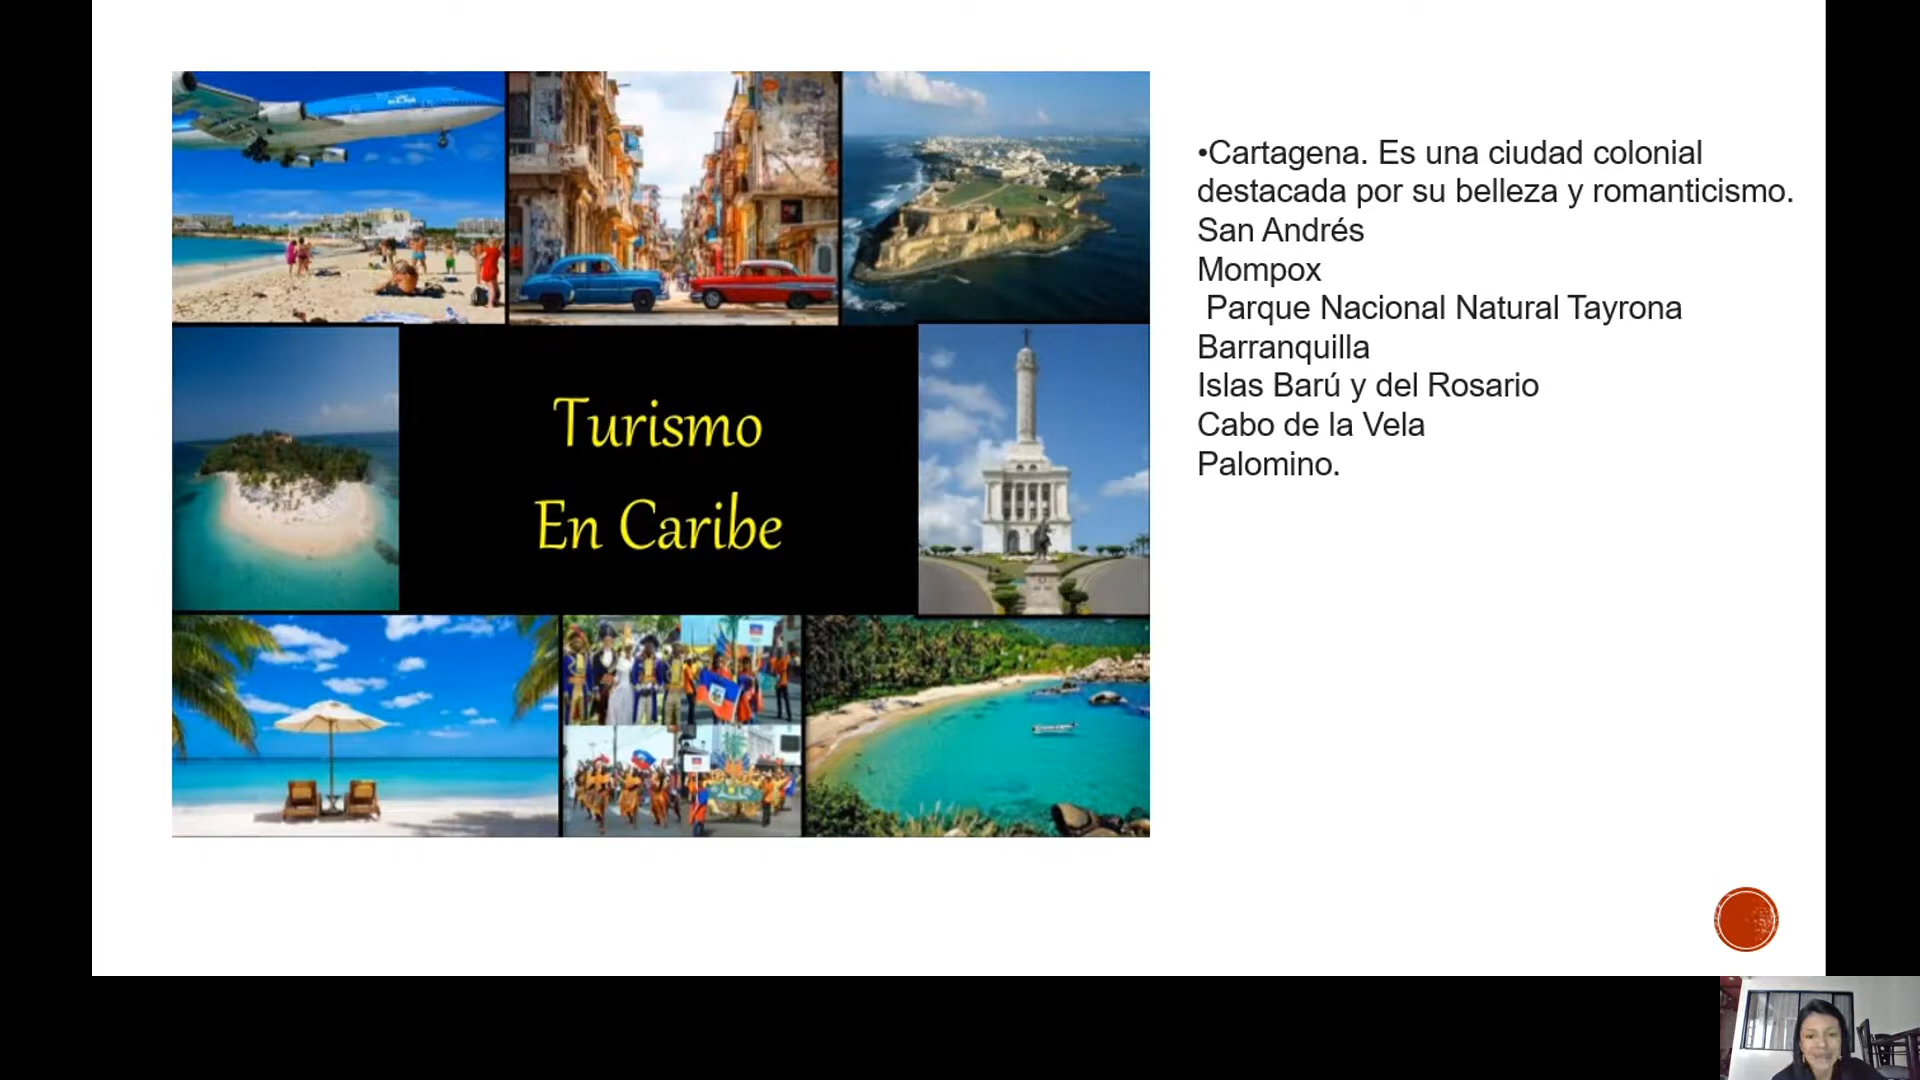 Turismo
En Caribe
•Cartagena. Es una ciudad colonial
destacada por su belleza y romanticismo.
San Andrés
Mompox
Parque Nacional Natural Tayrona
Barranquilla
Islas Barú y del Rosario
Cabo de la Vela
Palomino.